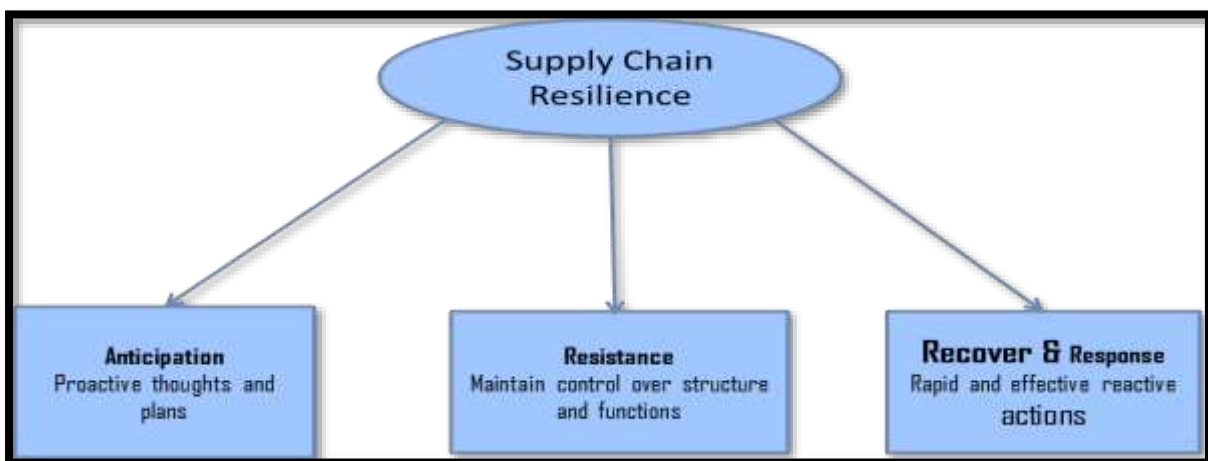 Supply Chain
Resilience
Anticipation
Proactive thoughts and
plans
Resistance
Maintain control over structure
and functions
Recover & Response
Rapid and effective reactive
actions